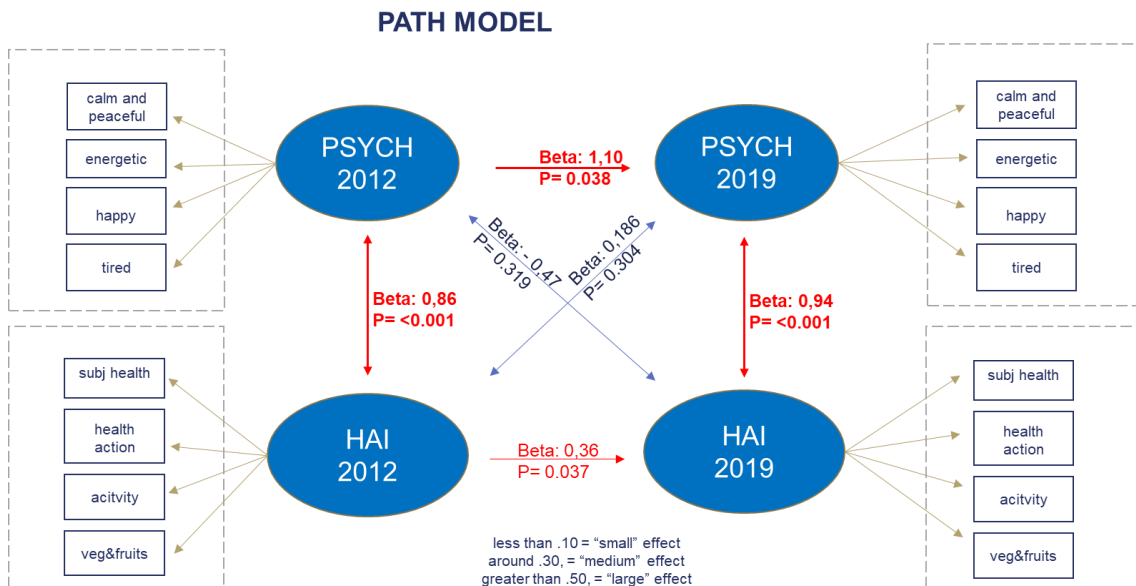 PATH MODEL
calm and
peaceful
energetic
happy
tired
PSYCH
2012
Beta: 1,10
P= 0.038
PSYCH
2019
calm and
peaceful
energetic
happy
tired
Beta: - 0,47
P= 0.319
Beta: 0,186
P= 0.304
Beta: 0,86
P= <0.001
Beta: 0,94
P= <0.001
subj health
health
action
acitvity
veg&fruits
HAI
2012
Beta: 0,36
P= 0.037
HAI
2019
subj health
health
action
acitvity
veg&fruits
less than .10 = “small” effect
around .30, = “medium” effect
greater than .50, = “large” effect